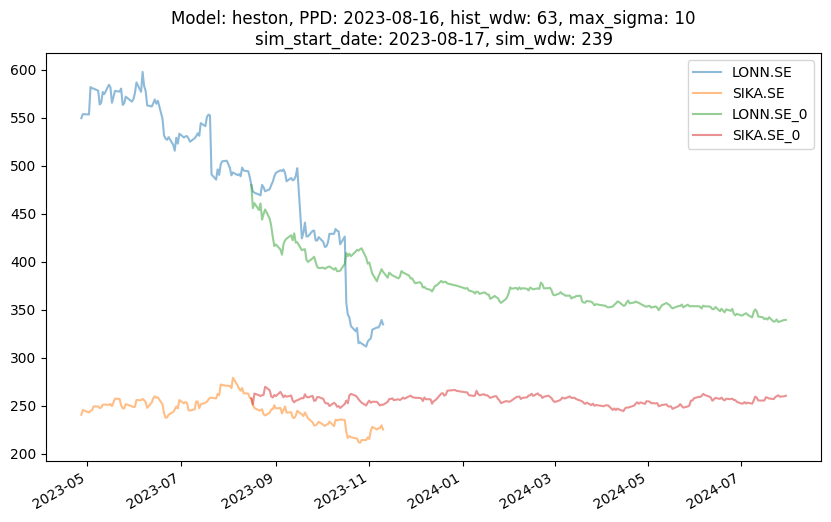 Model: heston, PPD: 2023-08-16, hist_wdw: 63, max_sigma: 10
sim_start_date: 2023-08-17, sim_wdw: 239
LONN.SE
SIKA.SE
LONN.SE_0
SIKA.SE_0
600
550
500
450
400
350
300
250
200
2023-05
2023-07
2023-09
2023-11
2024-01
2024-03
2024-05
2024-07